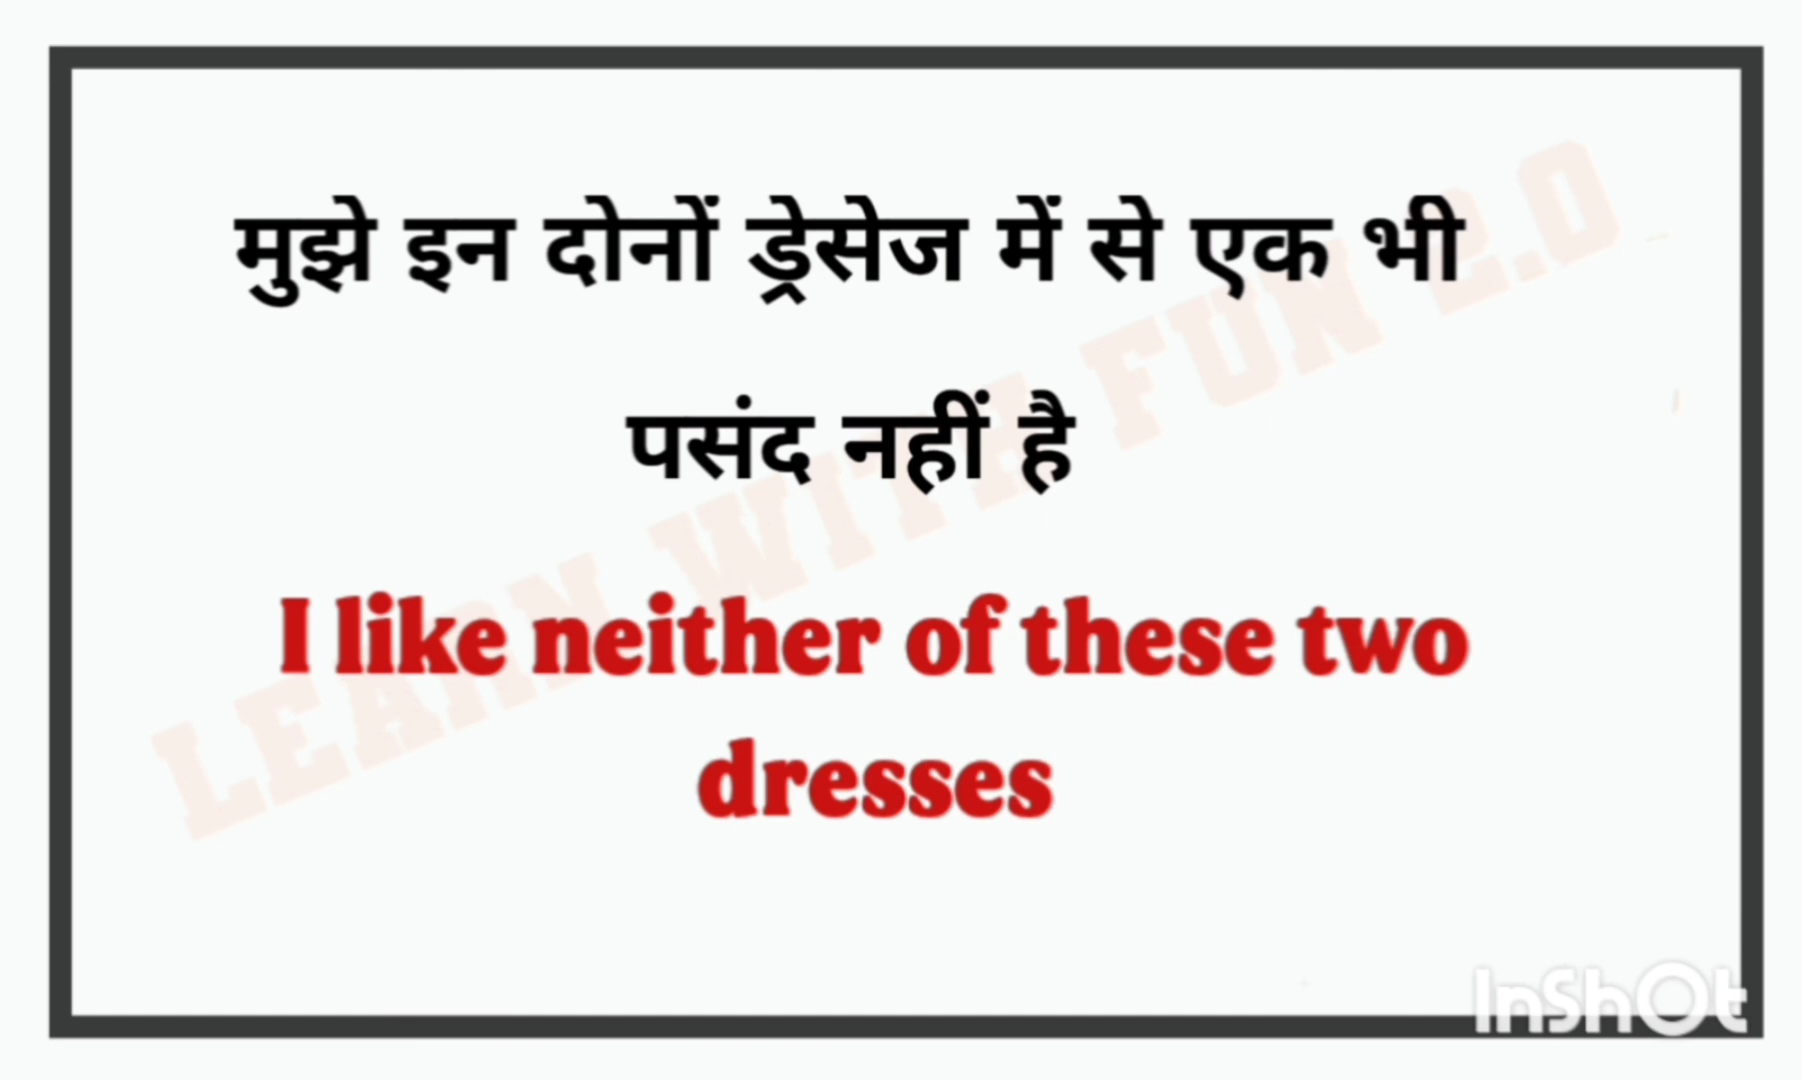 मुझे इन दोनों ड्रेसेज में से एक भी
पसंद नहीं है
I like neither of these two
dresses
LEARN WITH FUN 2.0
InShOt